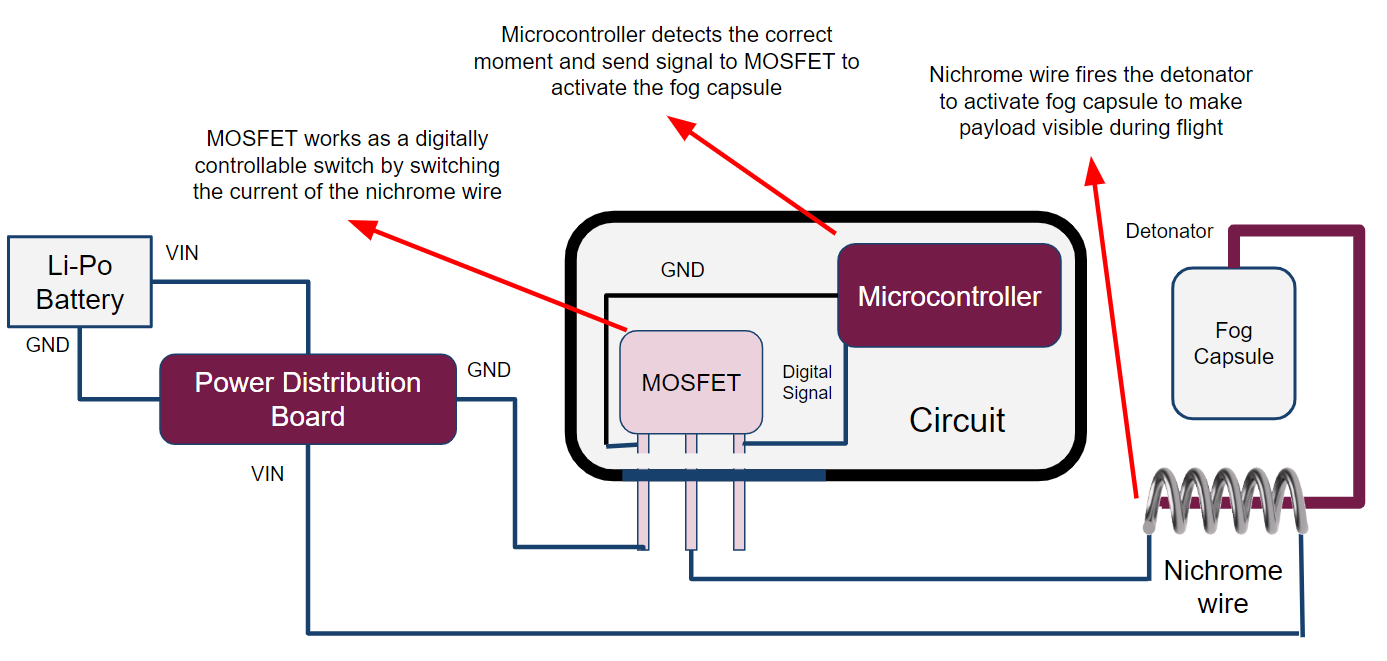 Microcontroller detects the correct
moment and send signal to MOSFET to
activate the fog capsule
Nichrome wire fires the detonator
to activate fog capsule to make
payload visible during flight
MOSFET works as a digitally
controllable switch by switching
the current of the nichrome wire
Li-Po
Battery
VIN
GND
Power Distribution
Board
GND
VIN
GND
Microcontroller
MOSFET
Digital
Signal
Circuit
Detonator
Fog
Capsule
Nichrome
wire